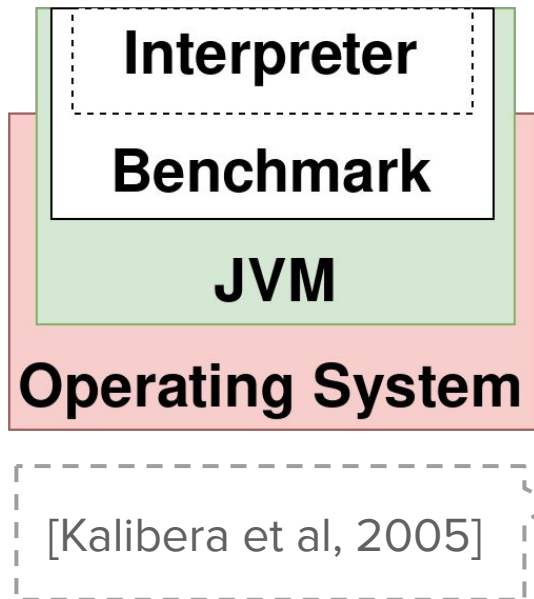 Interpreter
Benchmark
JVM
Operating System
[Kalibera et al, 2005]